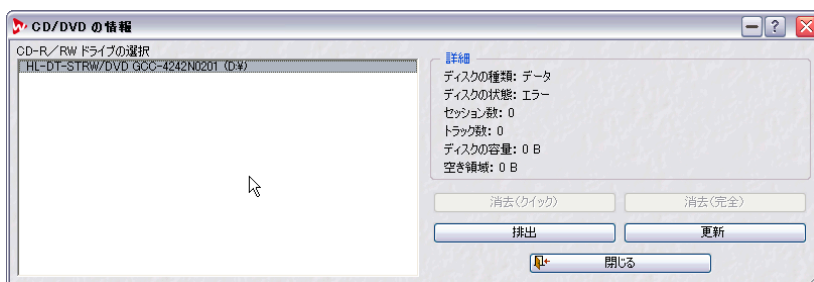 CD/DVD の情報
CD-R／RW ドライブの選択
HL-DT-STRW/DVD GCC-4242N0201 (D:¥)
詳細
ディスクの種類: データ
ディスクの状態: エラー
セッション数: 0
トラック数: 0
ディスクの容量: 0 B
空き領域: 0 B
消去(クイック)
消去(完全)
排出
更新
閉じる